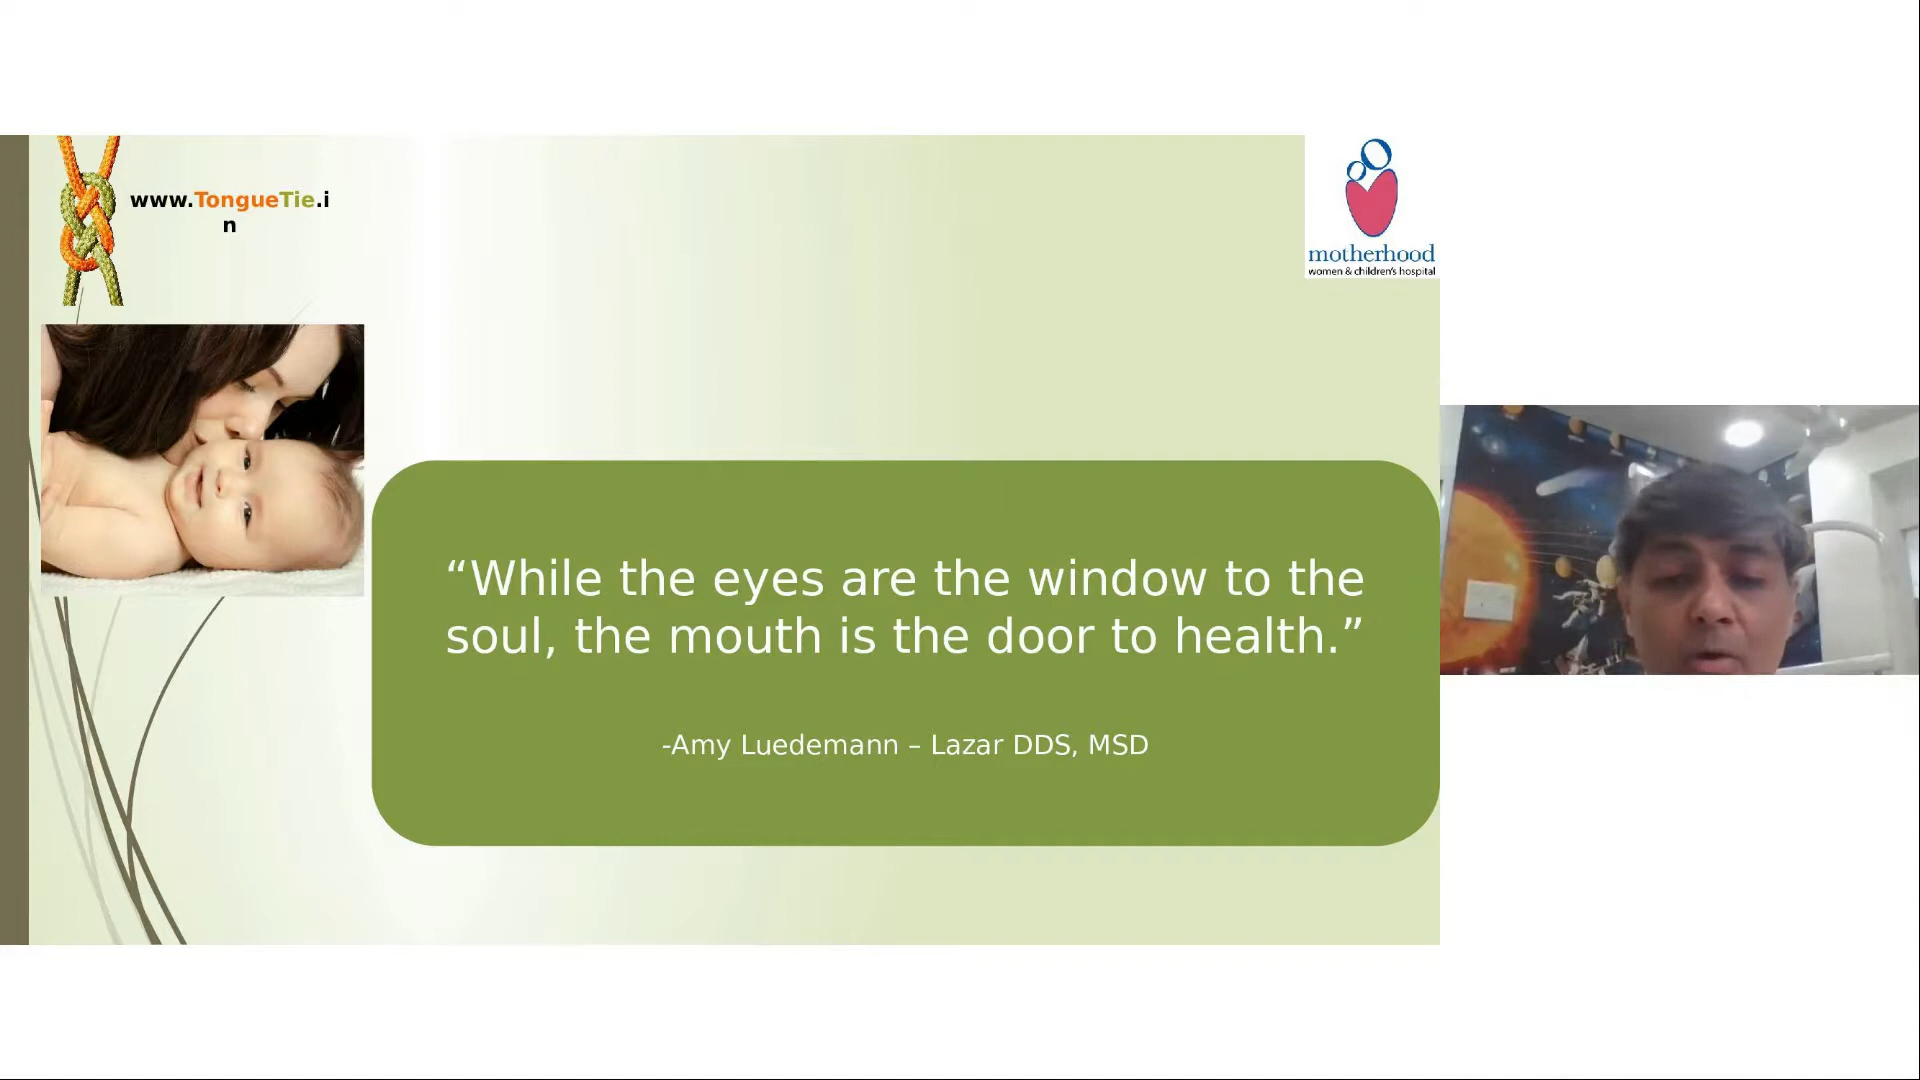 www.TongueTie.i
n
motherhood
women & children's hospital
“While the eyes are the window to the
soul, the mouth is the door to health.”
-Amy Luedemann – Lazar DDS, MSD